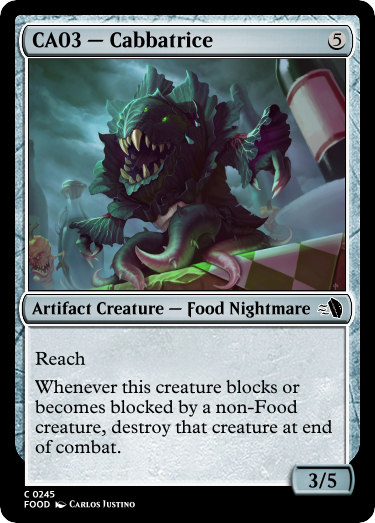 CA03 — Cabbatrice
5
Artifact Creature — Food Nightmare
Reach
Whenever this creature blocks or
becomes blocked by a non-Food
creature, destroy that creature at end
of combat.
3/5
C 0245
FOOD Carlos Justino